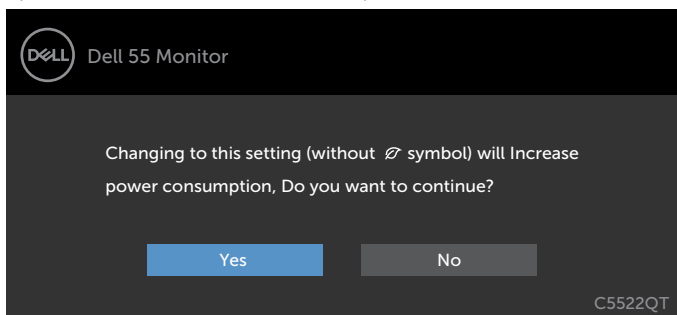 DELL Dell 55 Monitor
Changing to this setting (without symbol) will Increase
power consumption, Do you want to continue?
Yes No
C5522QT